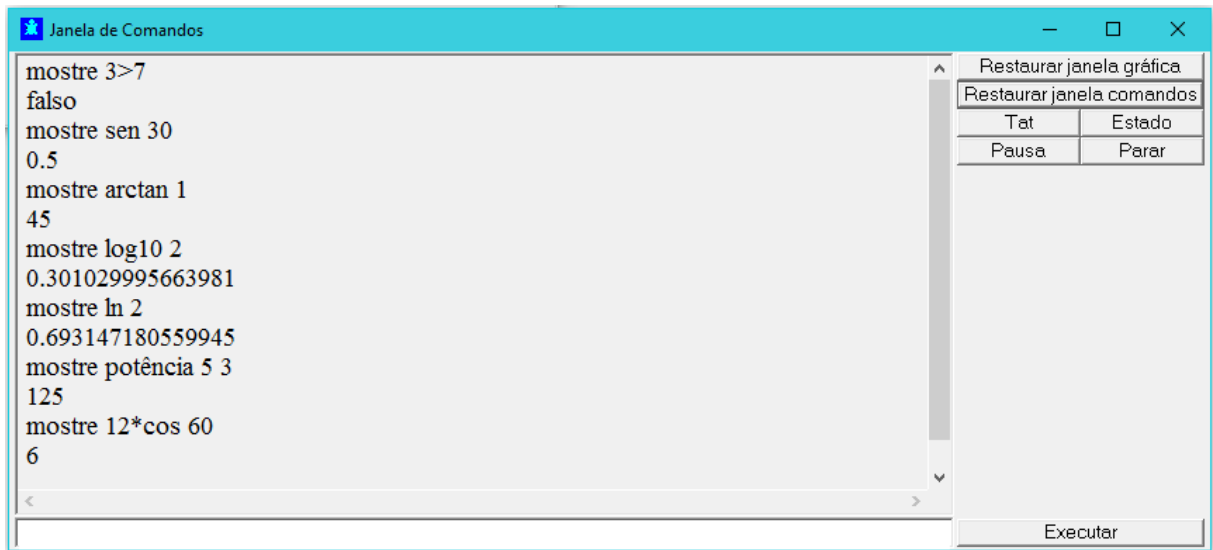 Janela de Comandos
mostre 3>7
falso
mostre sen 30
0.5
mostre arctan 1
45
mostre log10 2
0.301029995663981
mostre ln 2
0.693147180559945
mostre potência 5 3
125
mostre 12*cos 60
6
Restaurar janela gráfica
Restaurar janela comandos
Tat Estado
Pausa Parar
Executar